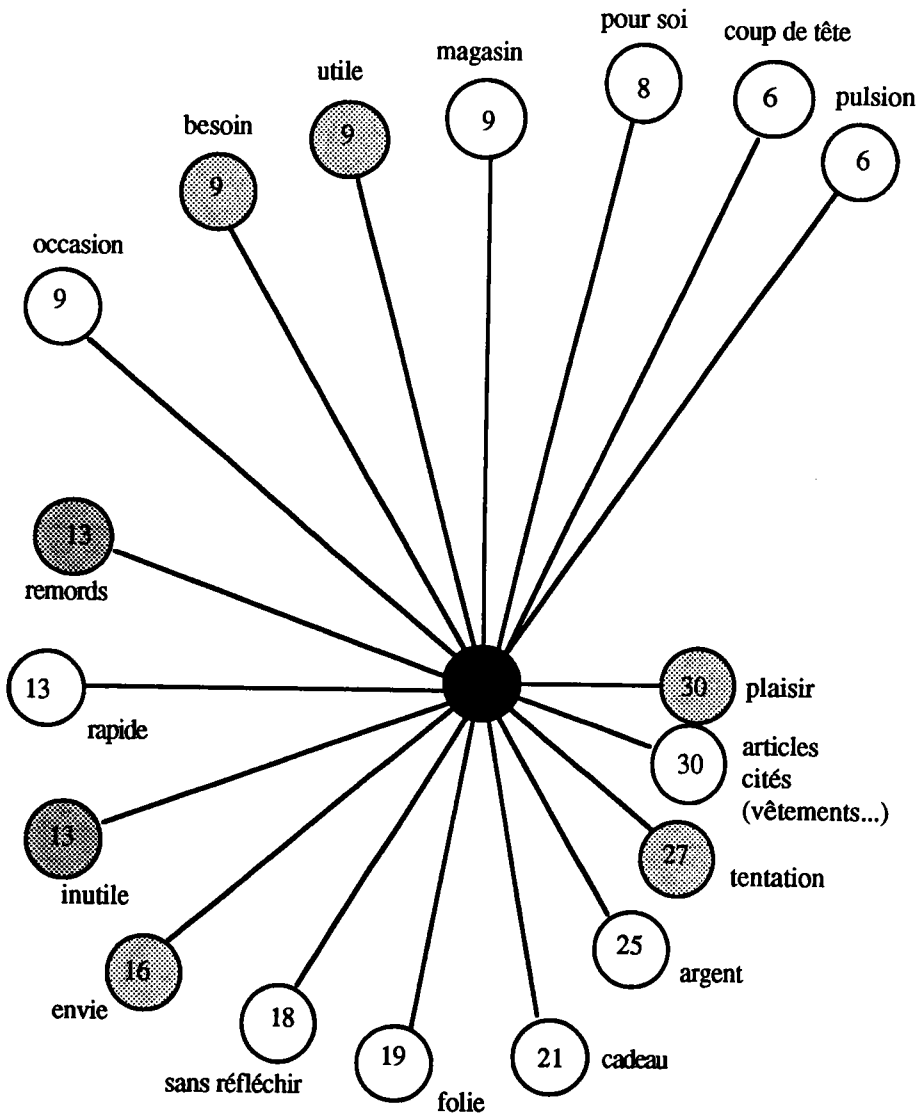 pour soi
8
coup de tête
6
magasin
9
pulsion
6
utile
9
besoin
9
occasion
9
13
remords
13
rapide
13
inutile
16
envie
18
sans réfléchir
19
folie
21
cadeau
25
argent
27
tentation
30
articles
cités
(vêtements...)
30
plaisir